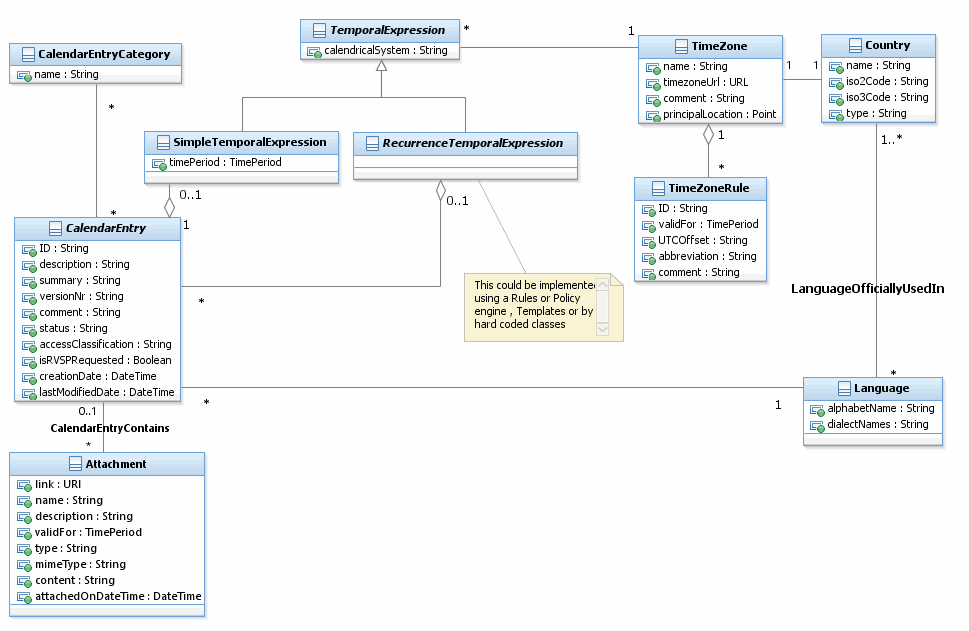 TemporalExpression
calendricalSystem : String
*
1
TimeZone
name : String
timezoneUrl : URL
comment : String
principalLocation : Point
1
1
Country
name : String
iso2Code : String
iso3Code : String
type : String
CalendarEntryCategory
name : String
*
*
SimpleTemporalExpression
timePeriod : TimePeriod
RecurrenceTemporalExpression
1
*
1..*
TimeZoneRule
ID : String
validFor : TimePeriod
UTCOffset : String
abbreviation : String
comment : String
0..1
1
0..1
*
CalendarEntry
ID : String
description : String
summary : String
versionNr : String
comment : String
status : String
accessClassification : String
isRVSPRequested : Boolean
creationDate : DateTime
lastModifiedDate : DateTime
This could be implemented
using a Rules or Policy
engine , Templates or by
hard coded classes
LanguageOfficiallyUsedIn
*
*
1
Language
alphabetName : String
dialectNames : String
0..1
CalendarEntryContains
*
Attachment
link : URI
name : String
description : String
validFor : TimePeriod
type : String
mimeType : String
content : String
attachedOnDateTime : DateTime